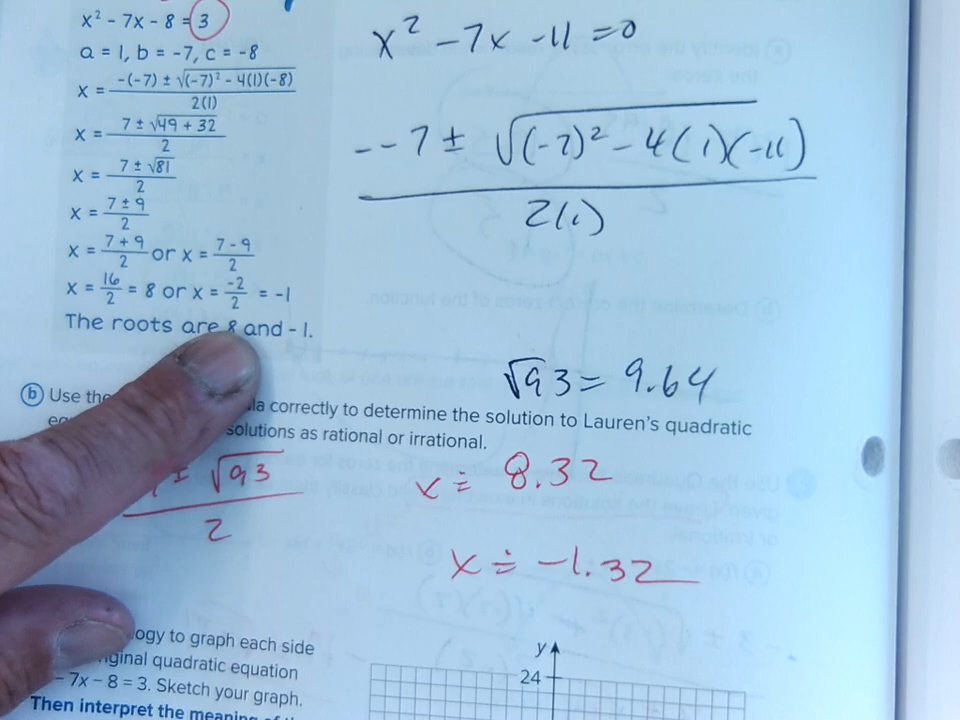 x² - 7x - 8 = 3
a = 1, b = -7, c = -8
x = -(-7) ± √(-7)² - 4(1)(-8) / 2(1)
x = 7 ± √49 + 32 / 2
x = 7 ± √81 / 2
x = 7 ± 9 / 2
x = 7 + 9 / 2 or x = 7 - 9 / 2
x = 16 / 2 = 8 or x = -2 / 2 = -1
The roots are 8 and -1.
x² - 7x - 11 = 0
- - 7 ± √(-7)² - 4(1)(-11) / 2(1)
√93 = 9.64
b Use the correctly to determine the solution to Lauren's quadratic
solutions as rational or irrational.
± √93 / 2
x ≑ 8.32
x ≑ -1.32
to graph each side
quadratic equation
- 7x - 8 = 3. Sketch your graph.
Then interpret the meaning
y
24